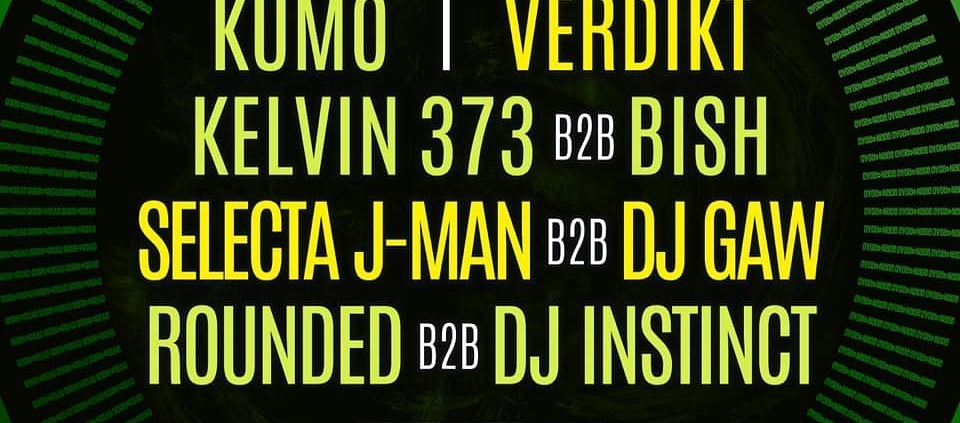 KUMO | VERDIKT
KELVIN 373 B2B BISH
SELECTA J-MAN B2B DJ GAW
ROUNDED B2B DJ INSTINCT